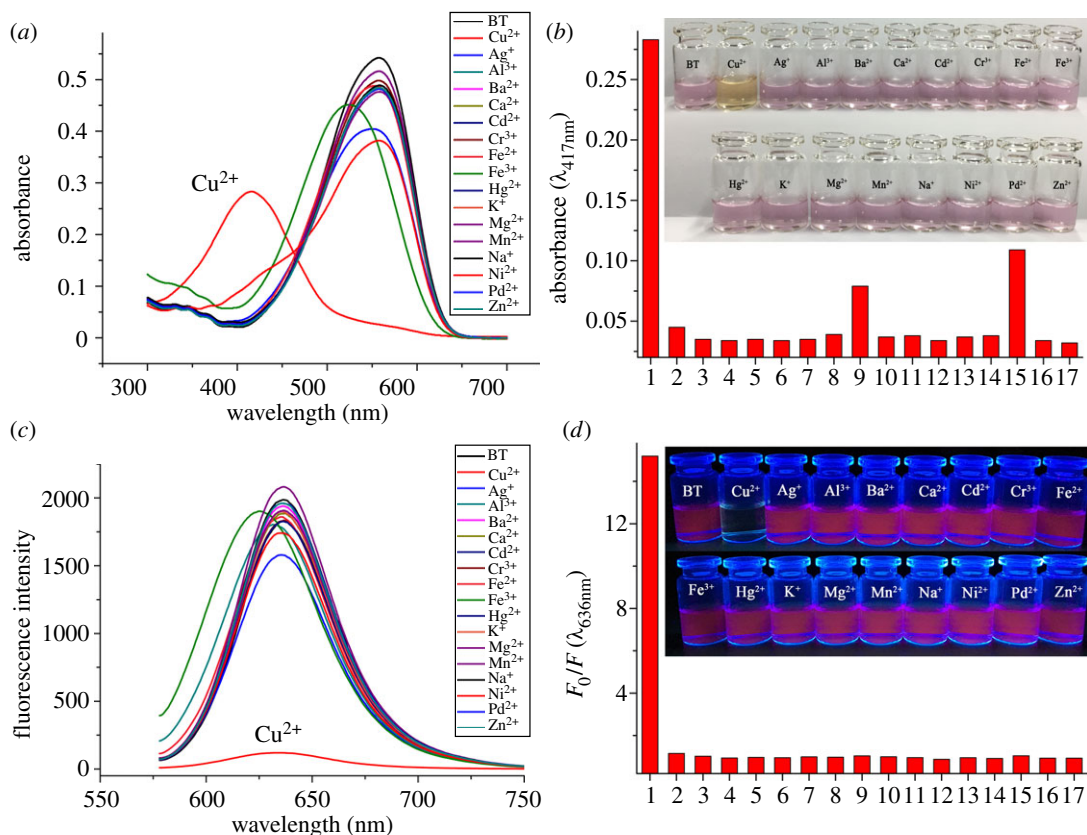 (a)
BT
Cu²⁺
Ag⁺
Al³⁺
Ba²⁺
Ca²⁺
Cd²⁺
Cr³⁺
Fe²⁺
Fe³⁺
Hg²⁺
K⁺
Mg²⁺
Mn²⁺
Na⁺
Ni²⁺
Pd²⁺
Zn²⁺
Cu²⁺
0.5
0.4
0.3
0.2
0.1
0
absorbance
300 400 500 600 700
wavelength (nm)
(b)
BT Cu²⁺ Ag⁺ Al³⁺ Ba²⁺ Ca²⁺ Cd²⁺ Cr³⁺ Fe²⁺ Fe³⁺
Hg²⁺ K⁺ Mg²⁺ Mn²⁺ Na⁺ Ni²⁺ Pd²⁺ Zn²⁺
0.25
0.20
0.15
0.10
0.05
absorbance (λ417nm)
1 2 3 4 5 6 7 8 9 10 11 12 13 14 15 16 17
(c)
BT
Cu²⁺
Ag⁺
Al³⁺
Ba²⁺
Ca²⁺
Cd²⁺
Cr³⁺
Fe²⁺
Fe³⁺
Hg²⁺
K⁺
Mg²⁺
Mn²⁺
Na⁺
Ni²⁺
Pd²⁺
Zn²⁺
Cu²⁺
2000
1500
1000
500
0
fluorescence intensity
550 600 650 700 750
wavelength (nm)
(d)
BT Cu²⁺ Ag⁺ Al³⁺ Ba²⁺ Ca²⁺ Cd²⁺ Cr³⁺ Fe²⁺
Fe³⁺ Hg²⁺ K⁺ Mg²⁺ Mn²⁺ Na⁺ Ni²⁺ Pd²⁺ Zn²⁺
12
8
4
F₀/F (λ636nm)
1 2 3 4 5 6 7 8 9 10 11 12 13 14 15 16 17